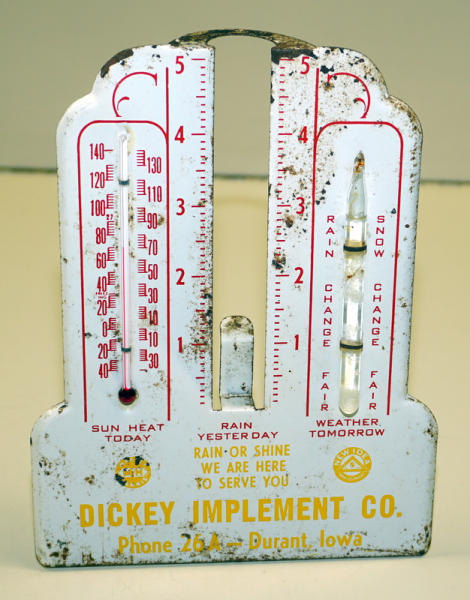 5 5
4 4
3 3
2 2
1 1
140
120
100
80
60
40
20
0
20
40
130
110
90
70
50
30
10
10
30
RAIN CHANGE FAIR
SNOW CHANGE FAIR
SUN HEAT
TODAY
RAIN
YESTERDAY
WEATHER
TOMORROW
RAIN OR SHINE
WE ARE HERE
TO SERVE YOU
NEW IDEA
DICKEY IMPLEMENT CO.
Phone 26A — Durant, Iowa